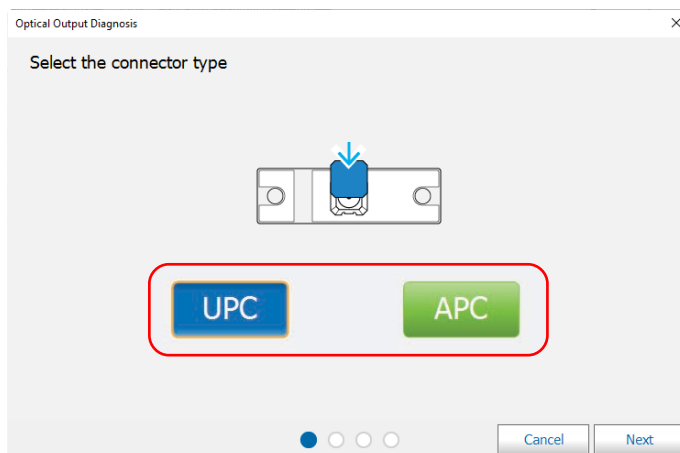 Optical Output Diagnosis
Select the connector type
UPC APC
Cancel Next